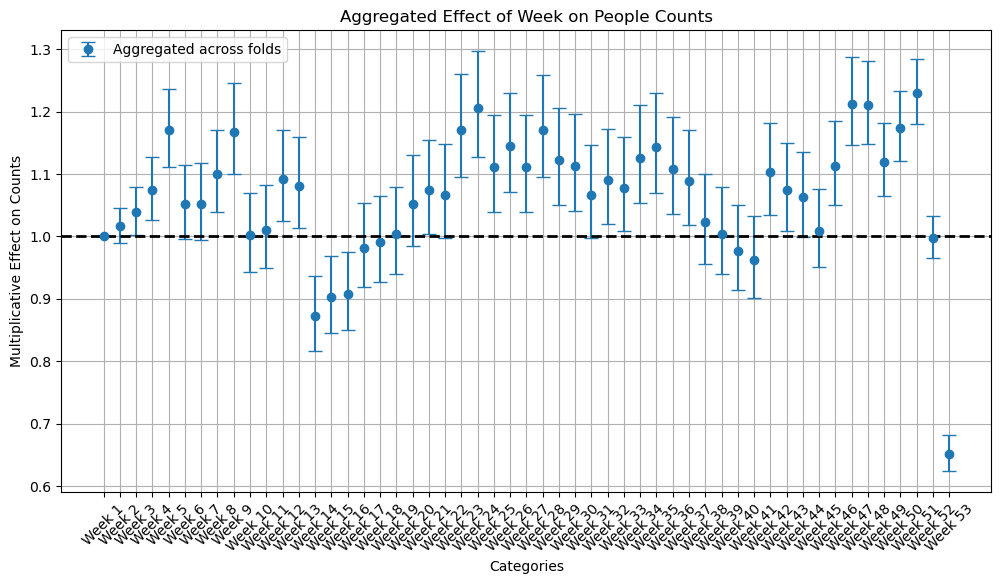 Aggregated Effect of Week on People Counts
Aggregated across folds
Multiplicative Effect on Counts
1.3
1.2
1.1
1.0
0.9
0.8
0.7
0.6
Week 1
Week 2
Week 3
Week 4
Week 5
Week 6
Week 7
Week 8
Week 9
Week 10
Week 11
Week 12
Week 13
Week 14
Week 15
Week 16
Week 17
Week 18
Week 19
Week 20
Week 21
Week 22
Week 23
Week 24
Week 25
Week 26
Week 27
Week 28
Week 29
Week 30
Week 31
Week 32
Week 33
Week 34
Week 35
Week 36
Week 37
Week 38
Week 39
Week 40
Week 41
Week 42
Week 43
Week 44
Week 45
Week 46
Week 47
Week 48
Week 49
Week 50
Week 51
Week 52
Week 53
Categories